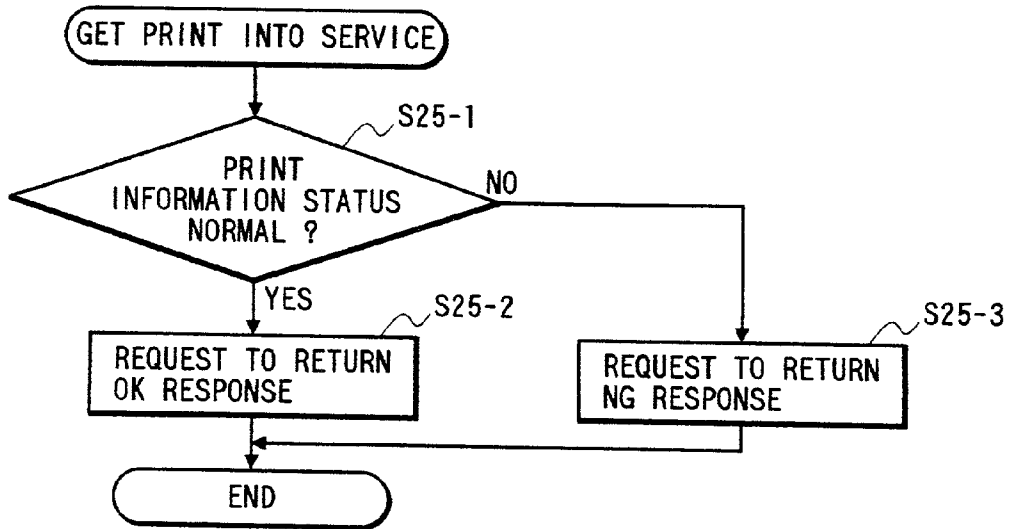 GET PRINT INTO SERVICE
S25-1
PRINT
INFORMATION STATUS
NORMAL ?
NO
YES
S25-2
REQUEST TO RETURN
OK RESPONSE
S25-3
REQUEST TO RETURN
NG RESPONSE
END